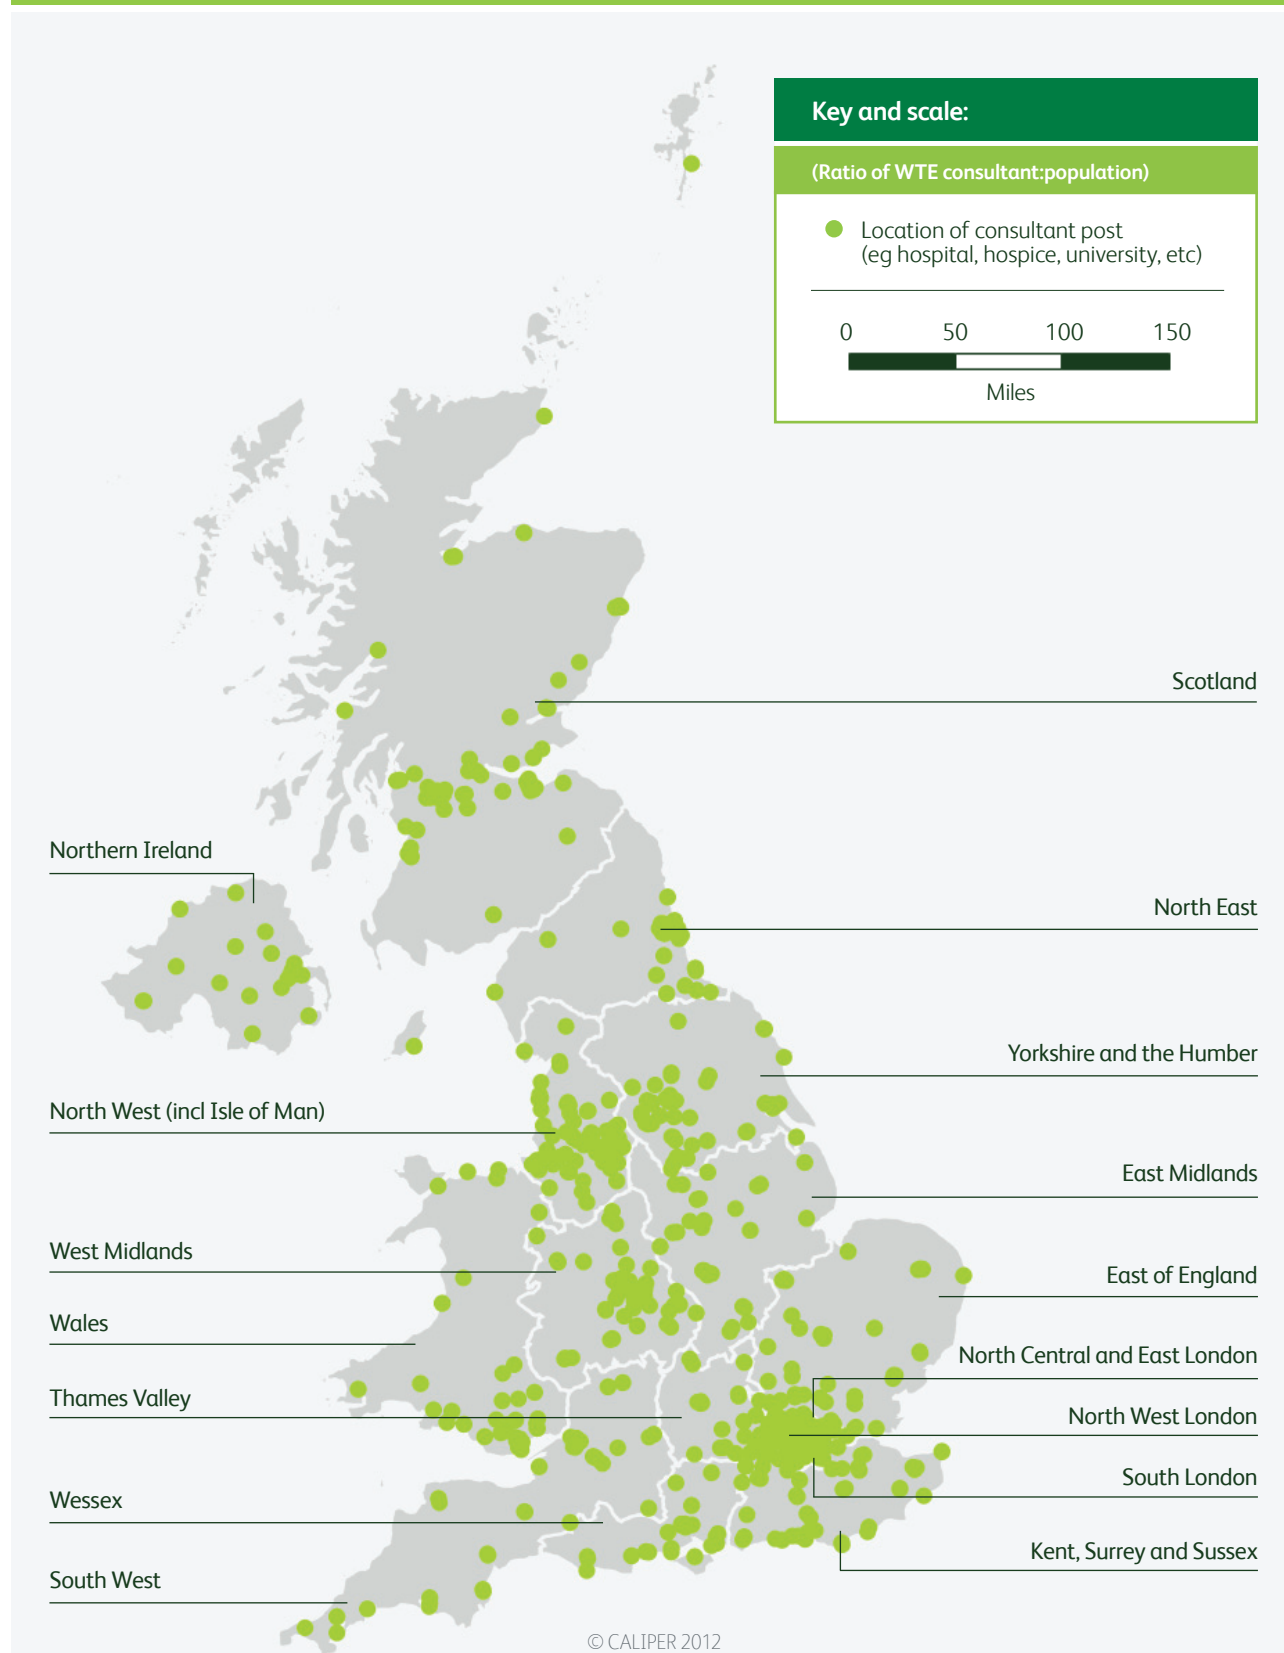 Key and scale:
(Ratio of WTE consultant:population)
Location of consultant post
(eg hospital, hospice, university, etc)
0 50 100 150
Miles
Scotland
Northern Ireland
North East
Yorkshire and the Humber
North West (incl Isle of Man)
East Midlands
West Midlands
East of England
Wales
North Central and East London
Thames Valley
North West London
South London
Wessex
Kent, Surrey and Sussex
South West
© CALIPER 2012